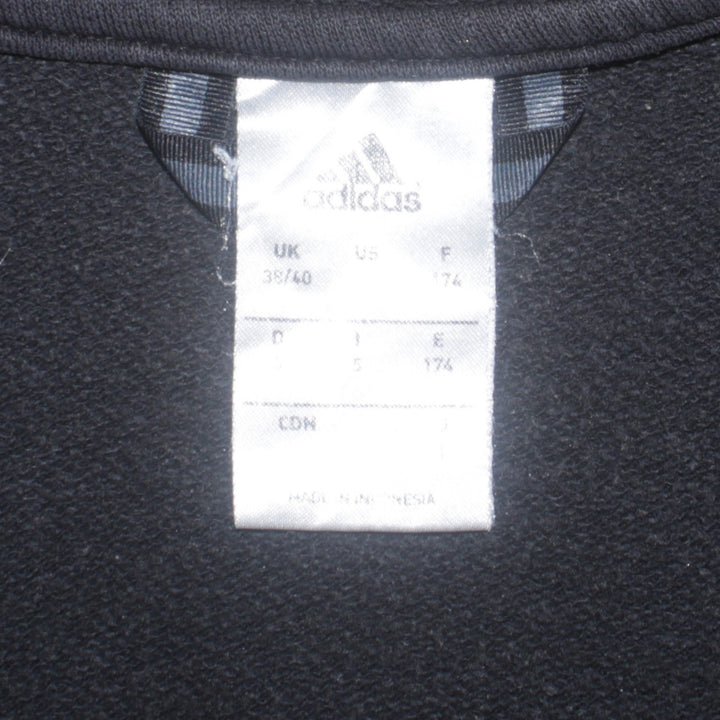 adidas
UK US F
38/40 174
D I E
5 174
CDN
MADE IN INDONESIA